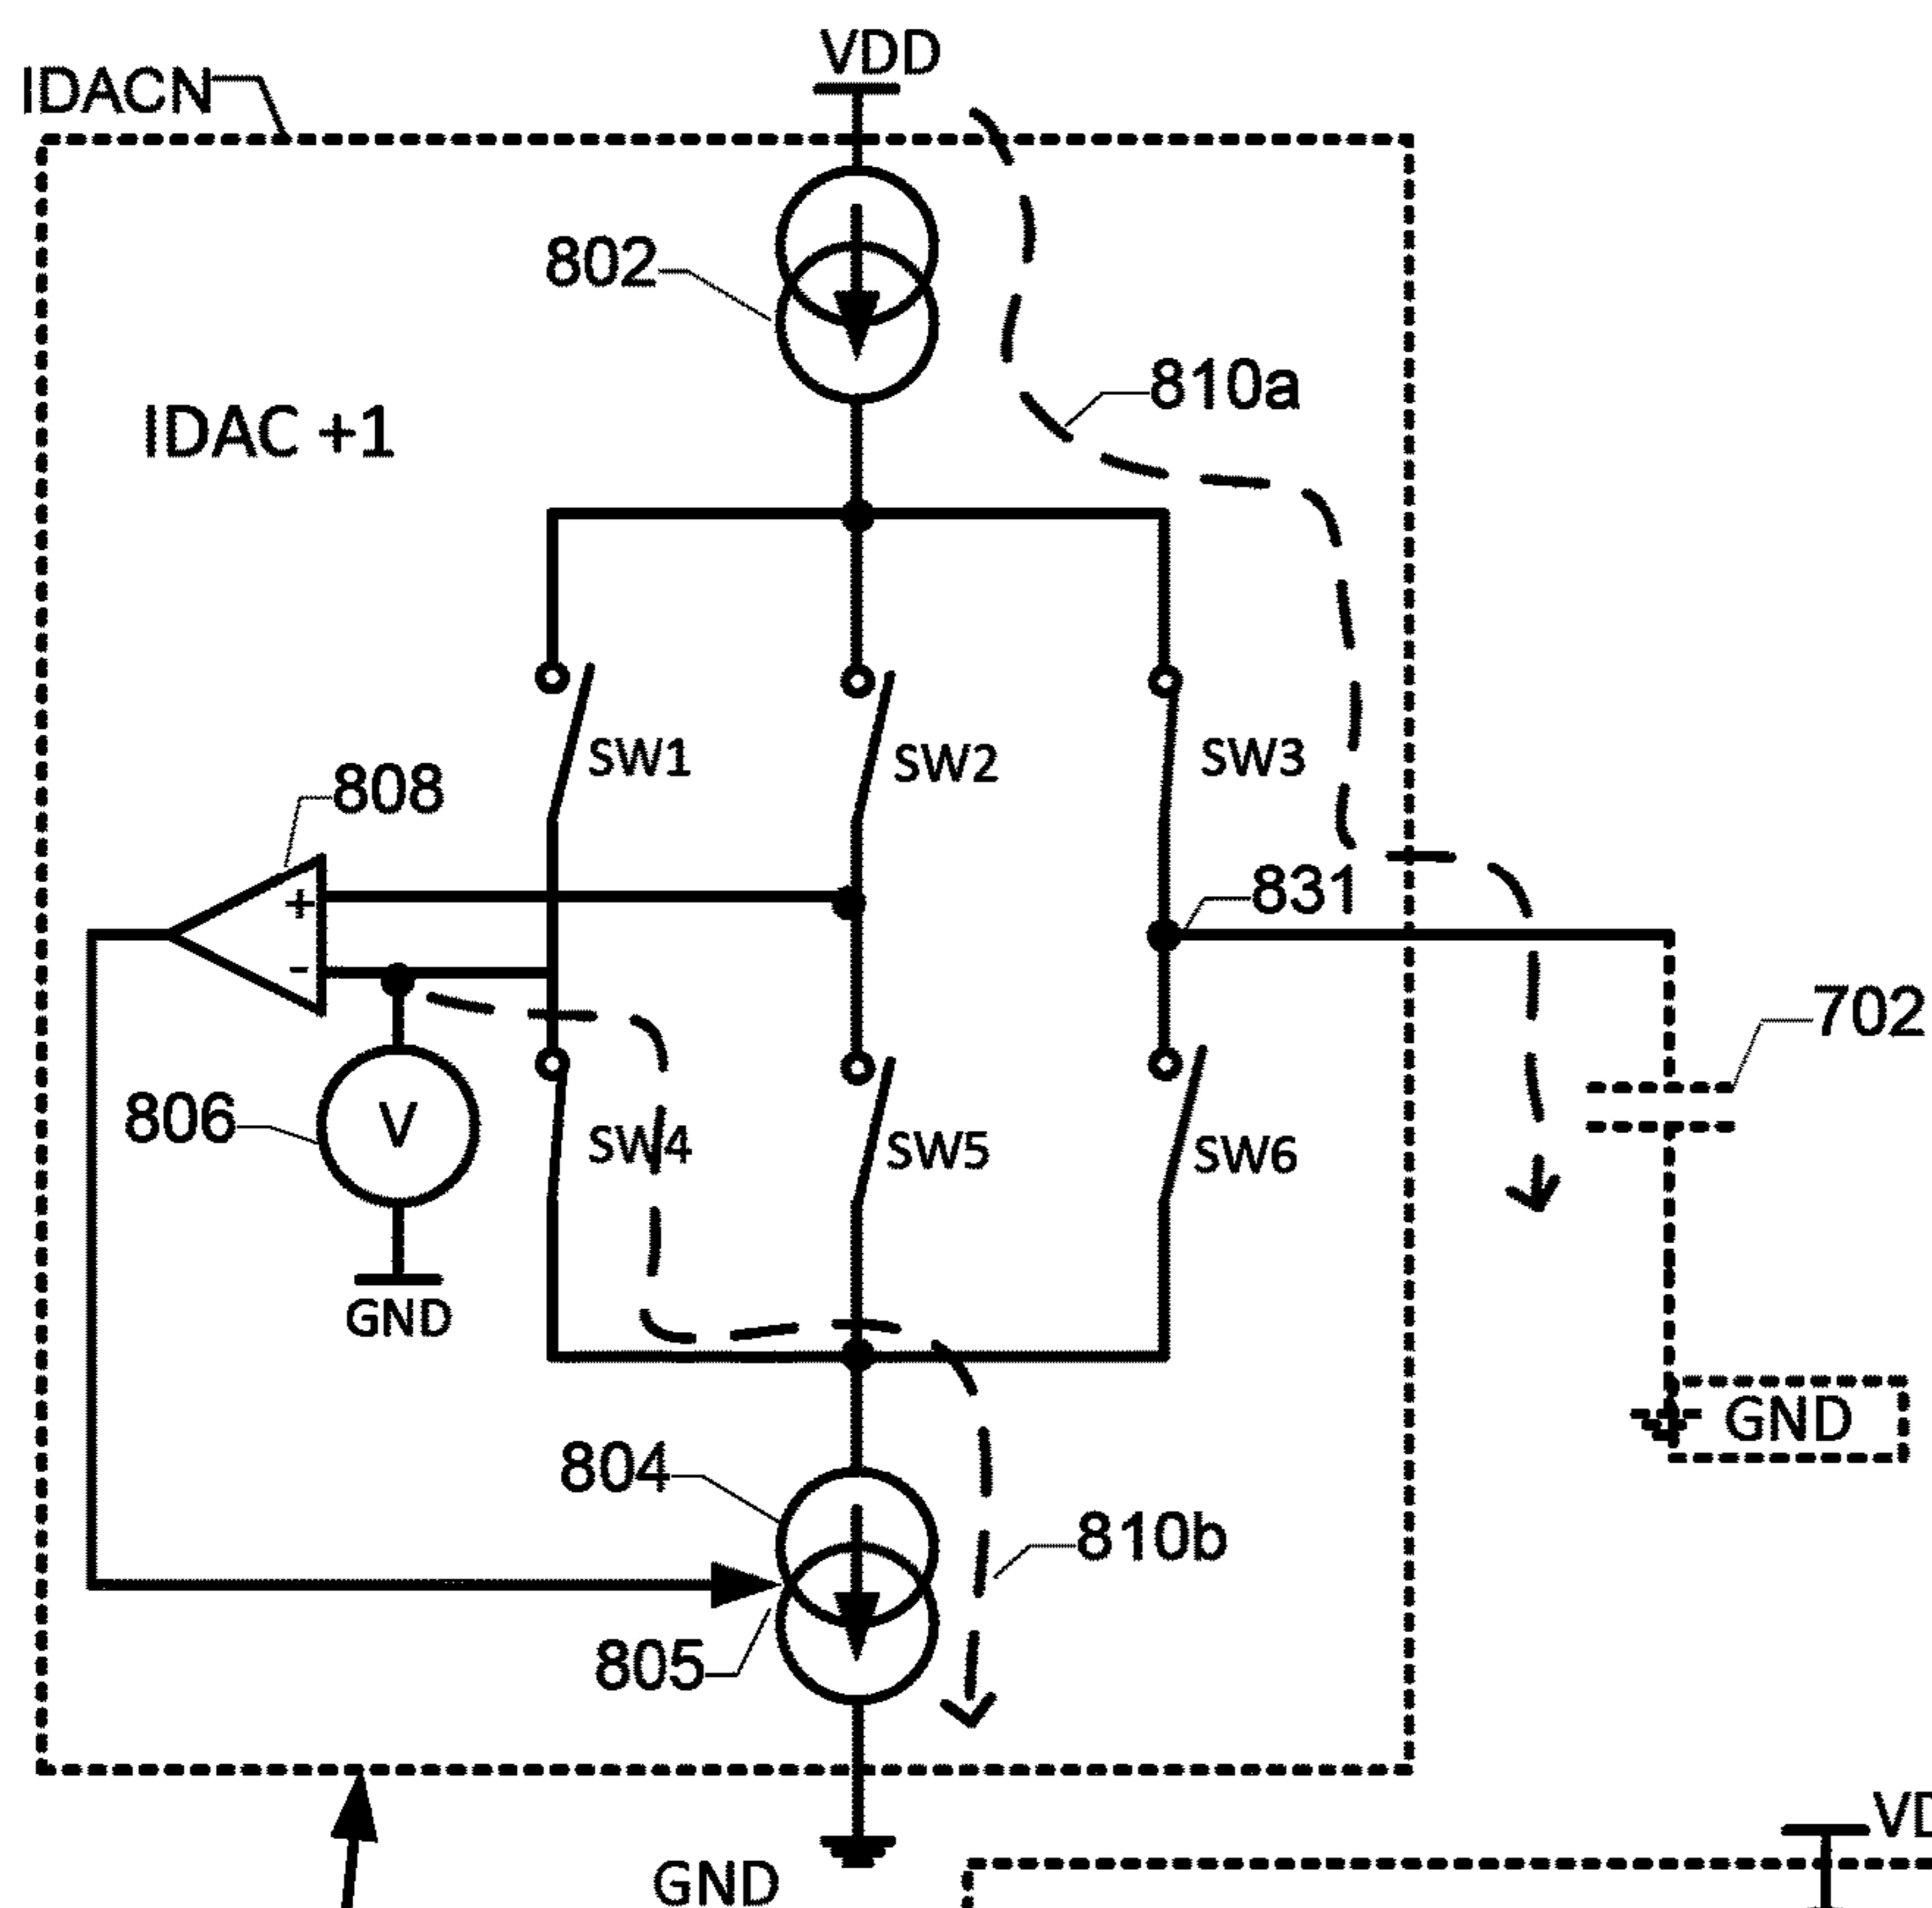 VDD
IDACN
802
810a
IDAC +1
SW1
SW2
SW3
808
+
-
831
702
806
V
SW4
SW5
SW6
GND
GND
804
810b
805
GND